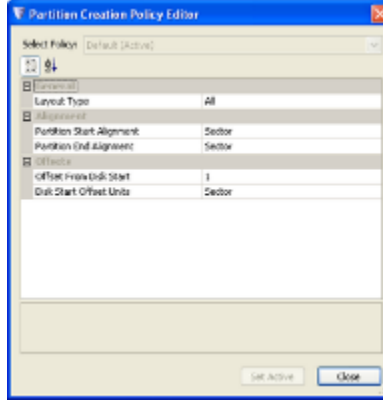 Partition Creation Policy Editor
Select Policy: Default (Active)
General
Layout Type All
Alignment
Partition Start Alignment Sector
Partition End Alignment Sector
Offsets
Offset From Disk Start 1
Disk Start Offset Units Sector
Set Active Close